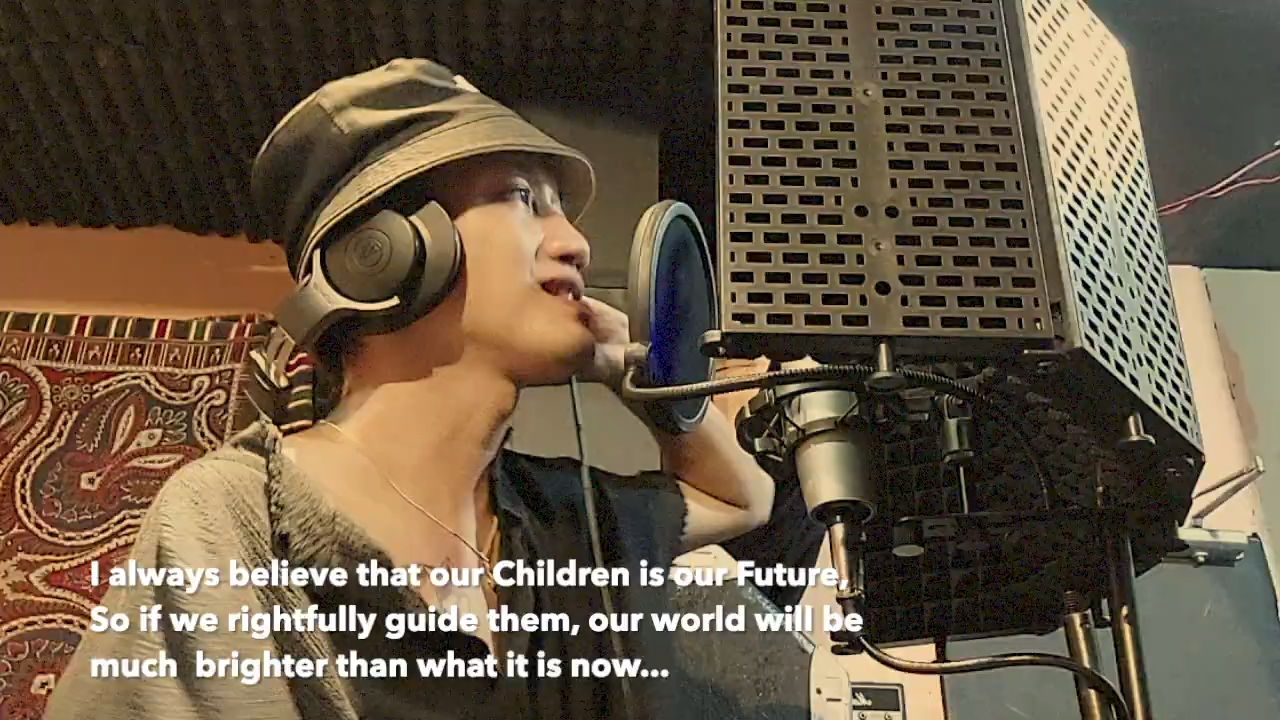 I always believe that our Children is our Future,
So if we rightfully guide them, our world will be
much  brighter than what it is now...